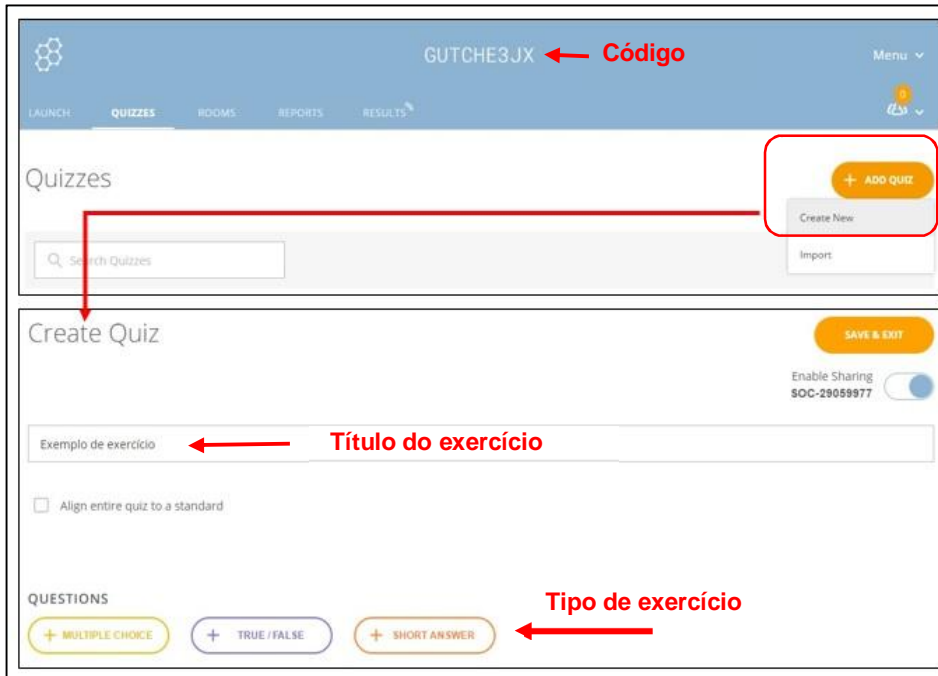 GUTCHE3JX Código Menu
0
LAUNCH QUIZZES ROOMS REPORTS RESULTS
Quizzes
+ ADD QUIZ
Create New
Search Quizzes
Import
Create Quiz
SAVE & EXIT
Enable Sharing
SOC-29059977
Exemplo de exercício Título do exercício
Align entire quiz to a standard
QUESTIONS
Tipo de exercício
+ MULTIPLE CHOICE + TRUE / FALSE + SHORT ANSWER